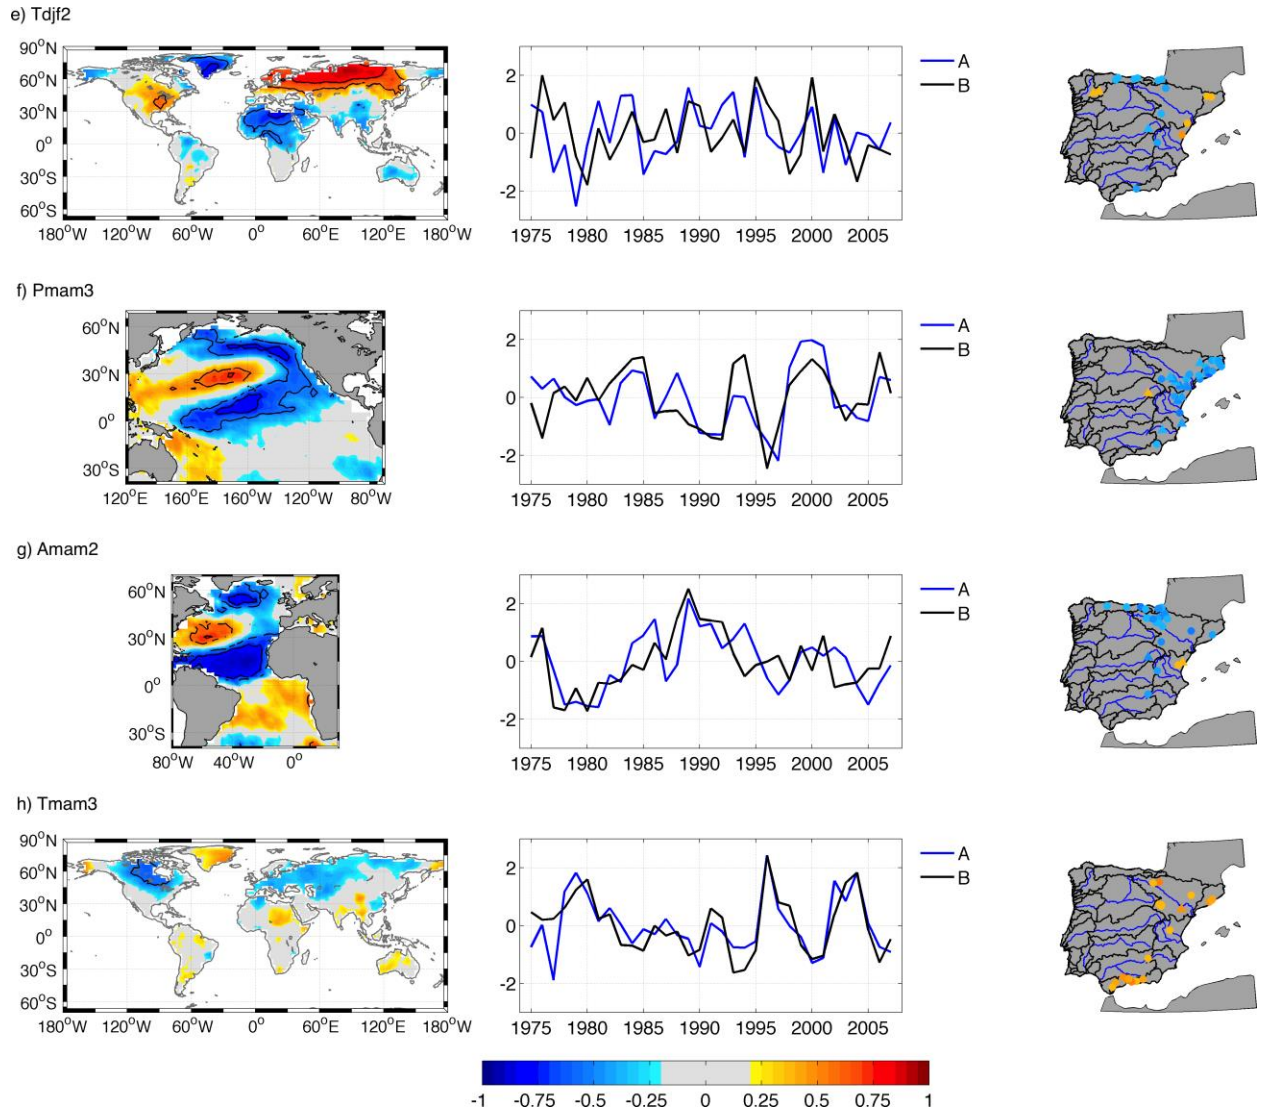 e) Tdjf2
90°N
60°N
30°N
0°
30°S
60°S
180°W 120°W 60°W 0° 60°E 120°E 180°W
2
0
-2
1975 1980 1985 1990 1995 2000 2005
A
B
f) Pmam3
60°N
30°N
0°
30°S
120°E 160°E 160°W 120°W 80°W
2
0
-2
1975 1980 1985 1990 1995 2000 2005
A
B
g) Amam2
60°N
30°N
0°
30°S
80°W 40°W 0°
2
0
-2
1975 1980 1985 1990 1995 2000 2005
A
B
h) Tmam3
90°N
60°N
30°N
0°
30°S
60°S
180°W 120°W 60°W 0° 60°E 120°E 180°W
2
0
-2
1975 1980 1985 1990 1995 2000 2005
A
B
-1 -0.75 -0.5 -0.25 0 0.25 0.5 0.75 1